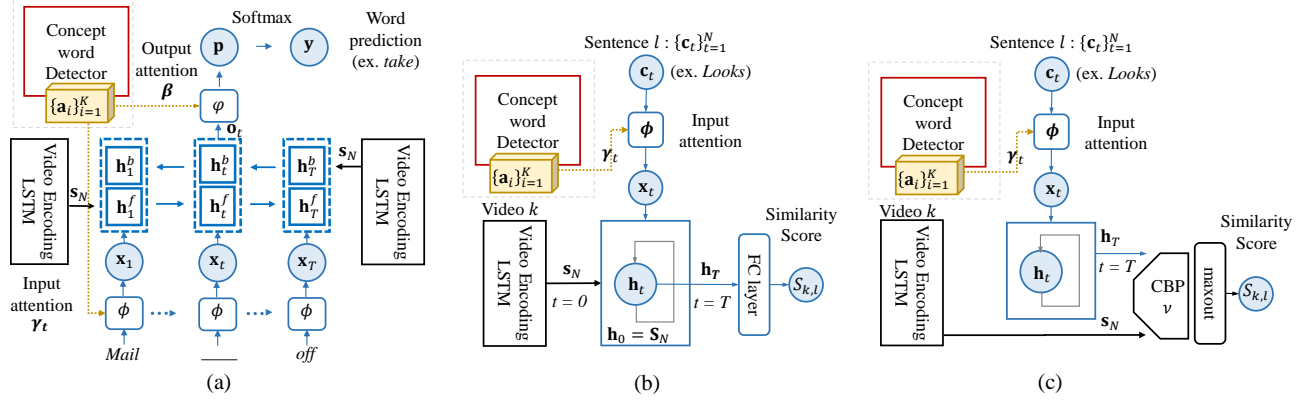 Concept
word
Detector
{a_i}_{i=1}^K
Output
attention
β
Softmax
p
y
Word
prediction
(ex. take)
φ
o_t
Video Encoding
LSTM
s_N
h_1^b
h_t^b
h_T^b
h_1^f
h_t^f
h_T^f
s_N
Video Encoding
LSTM
x_1
x_t
x_T
Input
attention
γ_t
ϕ
ϕ
ϕ
Mail
____
off
(a)
Sentence l : {c_t}_{t=1}^N
c_t
(ex. Looks)
Concept
word
Detector
{a_i}_{i=1}^K
γ_t
ϕ
Input
attention
x_t
Video k
Video Encoding
LSTM
s_N
t = 0
h_t
h_0 = S_N
h_T
t = T
FC layer
Similarity
Score
S_{k,l}
(b)
Sentence l : {c_t}_{t=1}^N
c_t
(ex. Looks)
Concept
word
Detector
{a_i}_{i=1}^K
γ_t
ϕ
Input
attention
x_t
Video k
Video Encoding
LSTM
h_t
h_T
t = T
s_N
CBP
ν
maxout
Similarity
Score
S_{k,l}
(c)